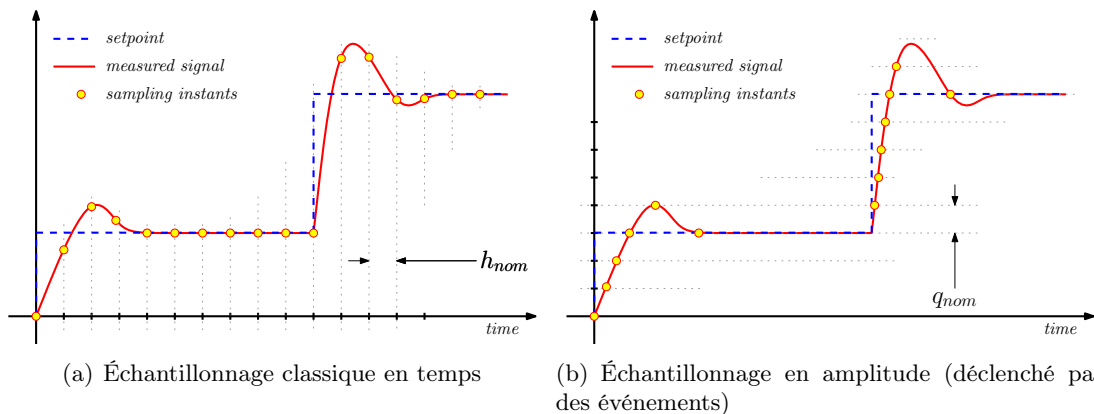 setpoint
measured signal
sampling instants
h_nom
time
(a) Échantillonnage classique en temps
setpoint
measured signal
sampling instants
q_nom
time
(b) Échantillonnage en amplitude (déclenché pa
des événements)